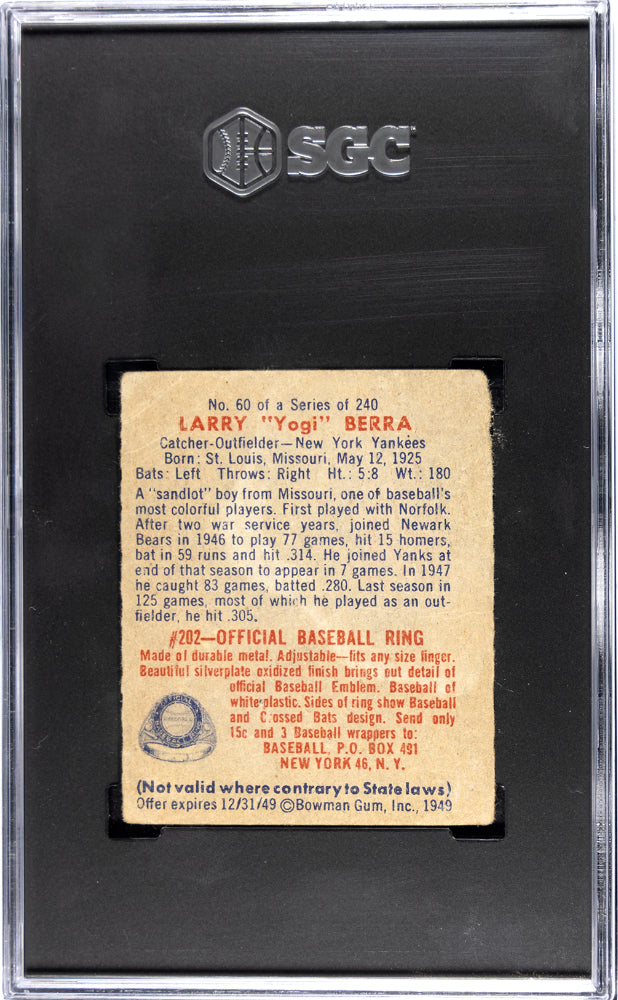 SGC
No. 60 of a Series of 240
LARRY "Yogi" BERRA
Catcher-Outfielder—New York Yankees
Born: St. Louis, Missouri, May 12, 1925
Bats: Left Throws: Right Ht.: 5:8 Wt.: 180
A "sandlot" boy from Missouri, one of baseball's
most colorful players. First played with Norfolk.
After two war service years, joined Newark
Bears in 1946 to play 77 games, hit 15 homers,
bat in 59 runs and hit .314. He joined Yanks at
end of that season to appear in 7 games. In 1947
he caught 83 games, batted .280. Last season in
125 games, most of which he played as an out-
fielder, he hit .305.
#202—OFFICIAL BASEBALL RING
Made of durable metal. Adjustable—fits any size finger.
Beautiful silverplate oxidized finish brings out detail of
official Baseball Emblem. Baseball of
white plastic. Sides of ring show Baseball
and Crossed Bats design. Send only
15c and 3 Baseball wrappers to:
BASEBALL, P.O. BOX 491
NEW YORK 46, N. Y.
(Not valid where contrary to State laws)
Offer expires 12/31/49 ©Bowman Gum, Inc., 1949